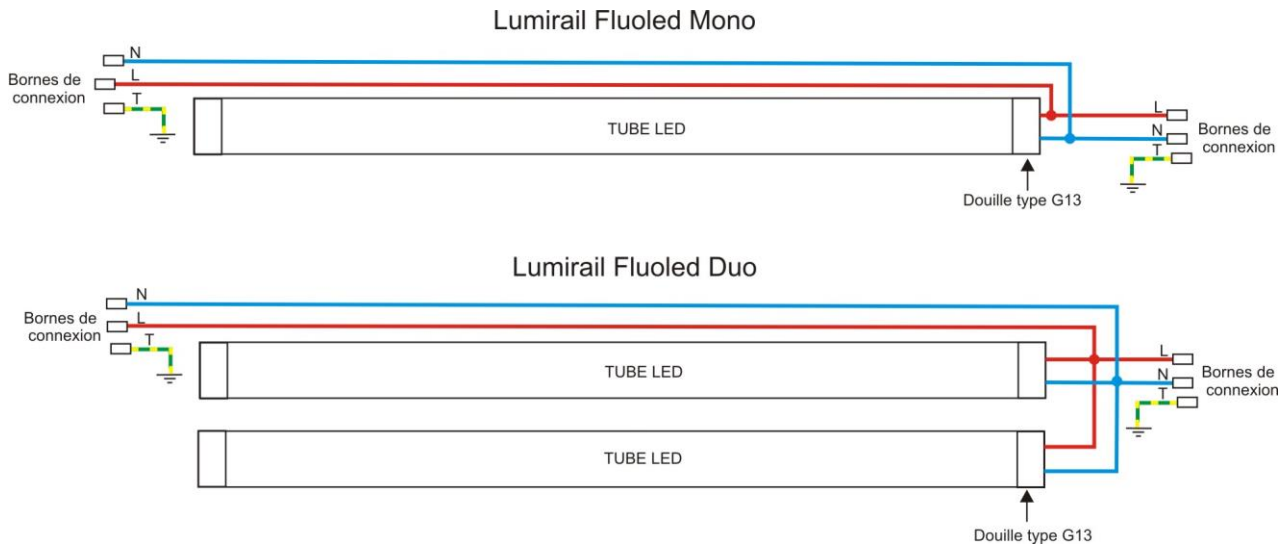 Lumirail Fluoled Mono
N
Bornes de
connexion
L
T
TUBE LED
L
N
T
Bornes de
connexion
Douille type G13
Lumirail Fluoled Duo
N
Bornes de
connexion
L
T
TUBE LED
L
N
T
Bornes de
connexion
TUBE LED
Douille type G13